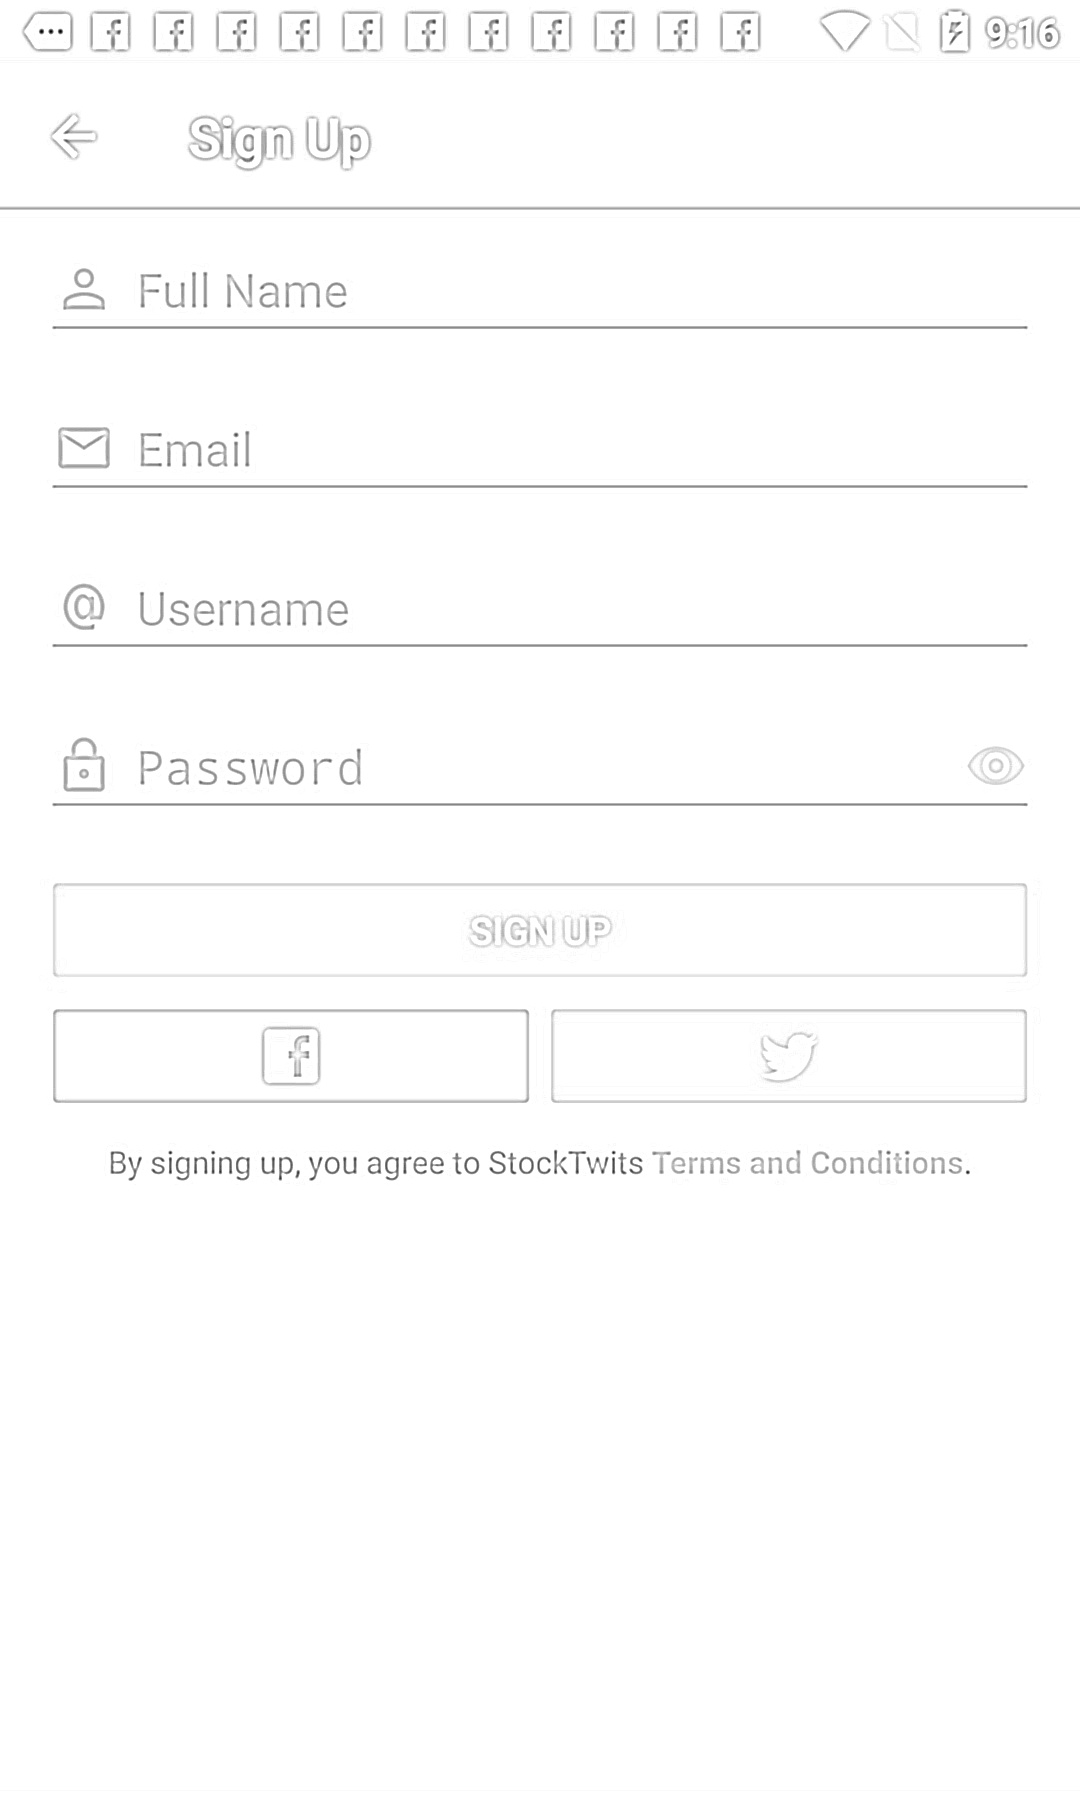 9:16
Sign Up
Full Name
Email
@ Username
Password
SIGN UP
By signing up, you agree to StockTwits Terms and Conditions.